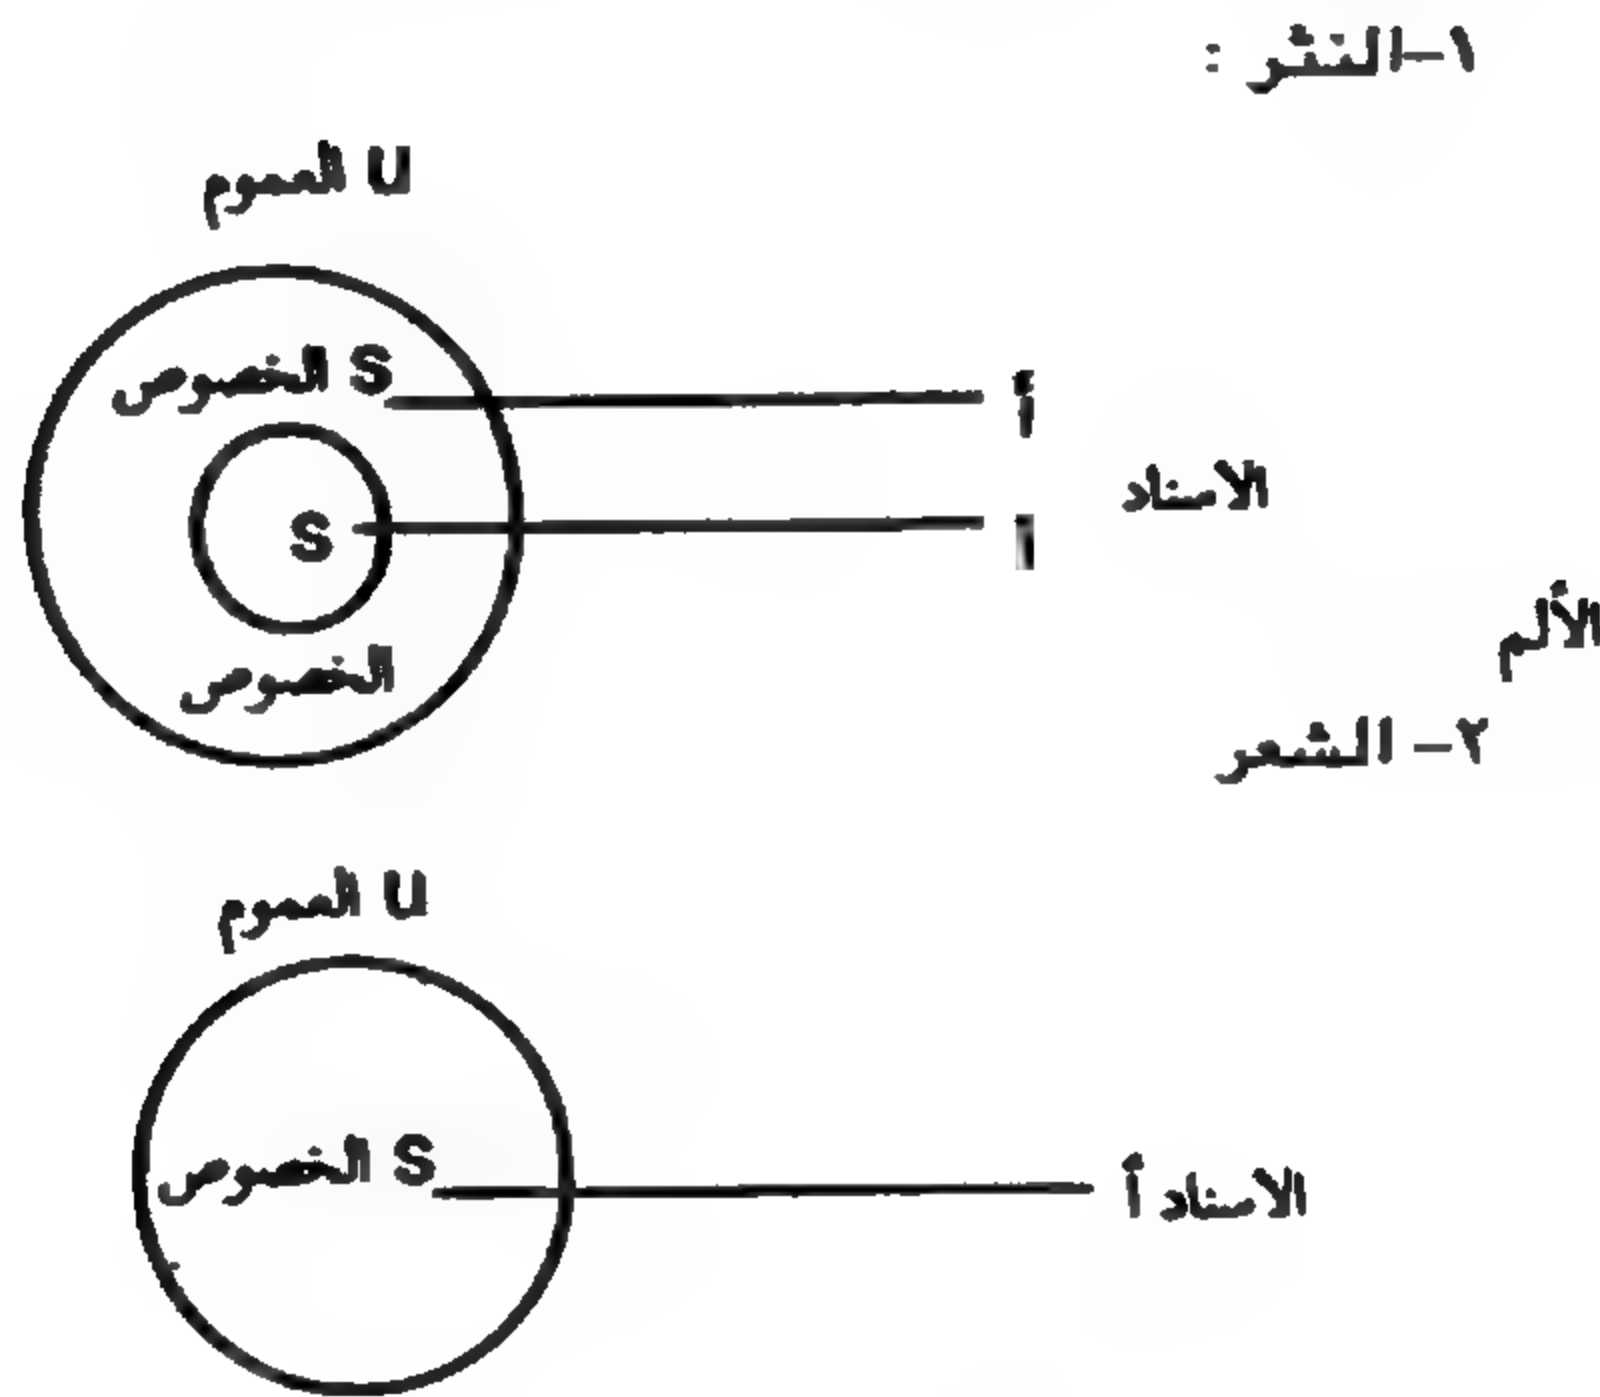 ١-النثر :
U العموم
S الخصوص
أ
الاسناد
S
أ
الخصوص
الألم
٢- الشعر
U العموم
S الخصوص
الاسناد أ